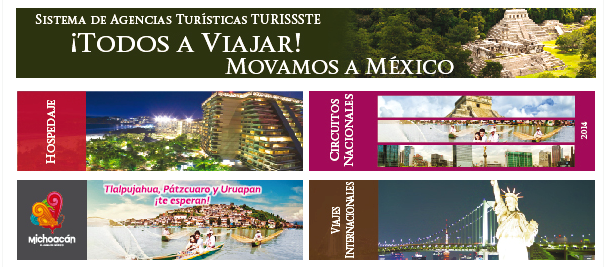 SISTEMA DE AGENCIAS TURÍSTICAS TURISSSTE
¡TODOS A VIAJAR!
MOVAMOS A MÉXICO
HOSPEDAJE
CIRCUITOS
NACIONALES
2014
Michoacán
Tlalpujahua, Pátzcuaro y Uruapan
¡te esperan!
VIAJES
INTERNACIONALES